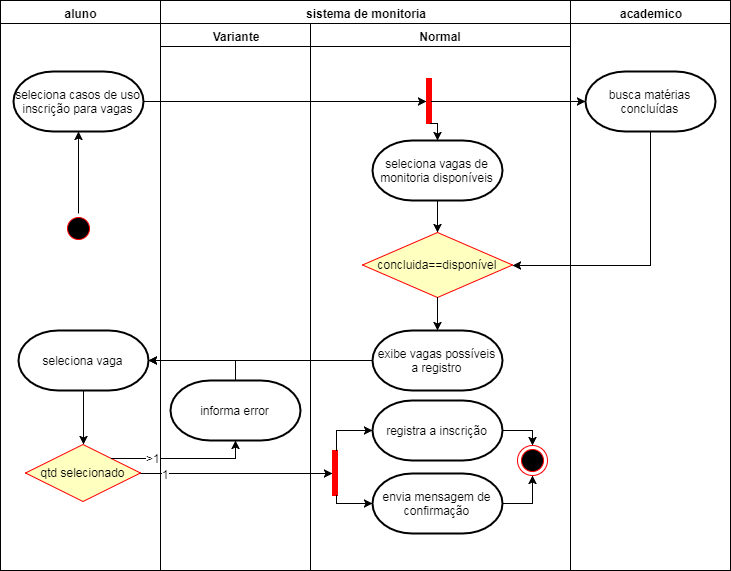 aluno
sistema de monitoria
academico
Variante
Normal
seleciona casos de uso
inscrição para vagas
busca matérias
concluídas
seleciona vagas de
monitoria disponíveis
concluida==disponível
seleciona vaga
exibe vagas possíveis
a registro
informa error
registra a inscrição
>1
qtd selecionado
1
envia mensagem de
confirmação